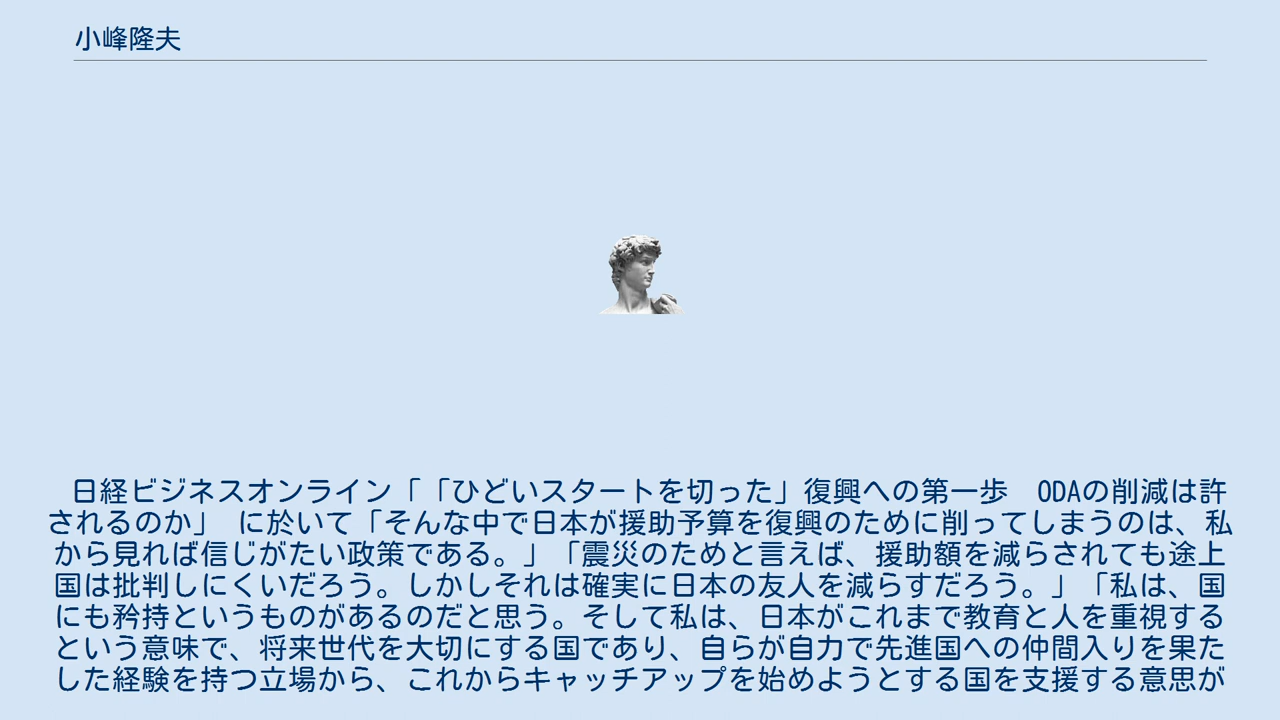 小峰隆夫
日経ビジネスオンライン「「ひどいスタートを切った」復興への第一歩　ODAの削減は許
されるのか」 に於いて「そんな中で日本が援助予算を復興のために削ってしまうのは、私
から見れば信じがたい政策である。」「震災のためと言えば、援助額を減らされても途上
国は批判しにくいだろう。しかしそれは確実に日本の友人を減らすだろう。」「私は、国
にも矜持というものがあるのだと思う。そして私は、日本がこれまで教育と人を重視する
という意味で、将来世代を大切にする国であり、自らが自力で先進国への仲間入りを果た
した経験を持つ立場から、これからキャッチアップを始めようとする国を支援する意思が